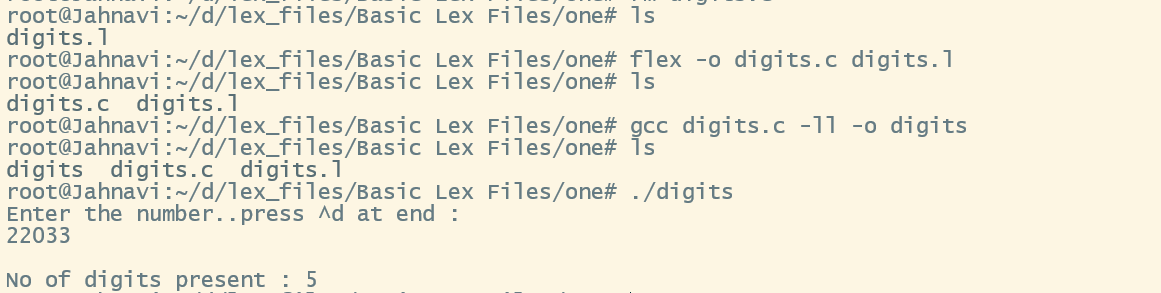 root@Jahnavi:~/d/lex_files/Basic Lex Files/one# ls
digits.l
root@Jahnavi:~/d/lex_files/Basic Lex Files/one# flex -o digits.c digits.l
root@Jahnavi:~/d/lex_files/Basic Lex Files/one# ls
digits.c  digits.l
root@Jahnavi:~/d/lex_files/Basic Lex Files/one# gcc digits.c -ll -o digits
root@Jahnavi:~/d/lex_files/Basic Lex Files/one# ls
digits  digits.c  digits.l
root@Jahnavi:~/d/lex_files/Basic Lex Files/one# ./digits
Enter the number..press ^d at end :
22033
No of digits present : 5